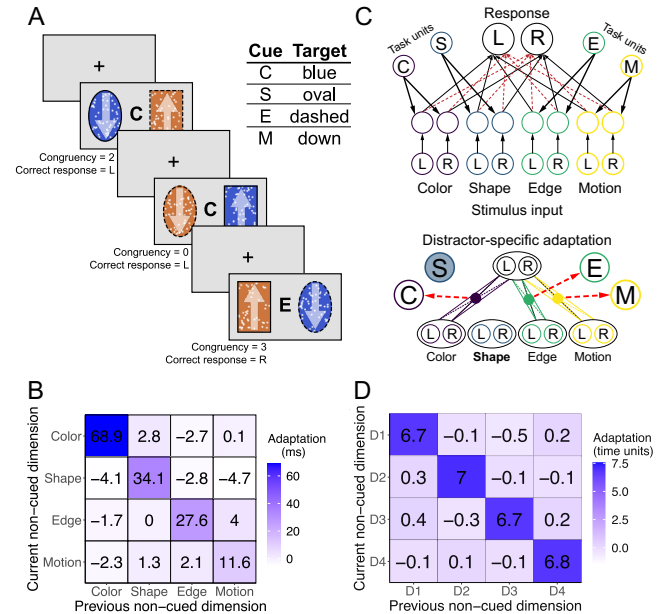 A
+
C
Congruency = 2
Correct response = L
+
C
Congruency = 0
Correct response = L
+
E
Congruency = 3
Correct response = R
Cue Target
C blue
S oval
E dashed
M down
C
Response
Task units
Task units
L R
S E
C M
L R L R L R L R
Color Shape Edge Motion
Stimulus input
Distractor-specific adaptation
S L R E
C M
L R L R L R L R
Color Shape Edge Motion
B
Current non-cued dimension
Color 68.9 2.8 −2.7 0.1
Shape −4.1 34.1 −2.8 −4.7
Edge −1.7 0 27.6 4
Motion −2.3 1.3 2.1 11.6
Color Shape Edge Motion
Previous non-cued dimension
Adaptation
(ms)
60
40
20
0
D
Current non-cued dimension
D1 6.7 −0.1 −0.5 0.2
D2 0.3 7 −0.1 −0.1
D3 0.4 −0.3 6.7 0.2
D4 −0.1 0.1 −0.1 6.8
D1 D2 D3 D4
Previous non-cued dimension
Adaptation
(time units)
7.5
5.0
2.5
0.0